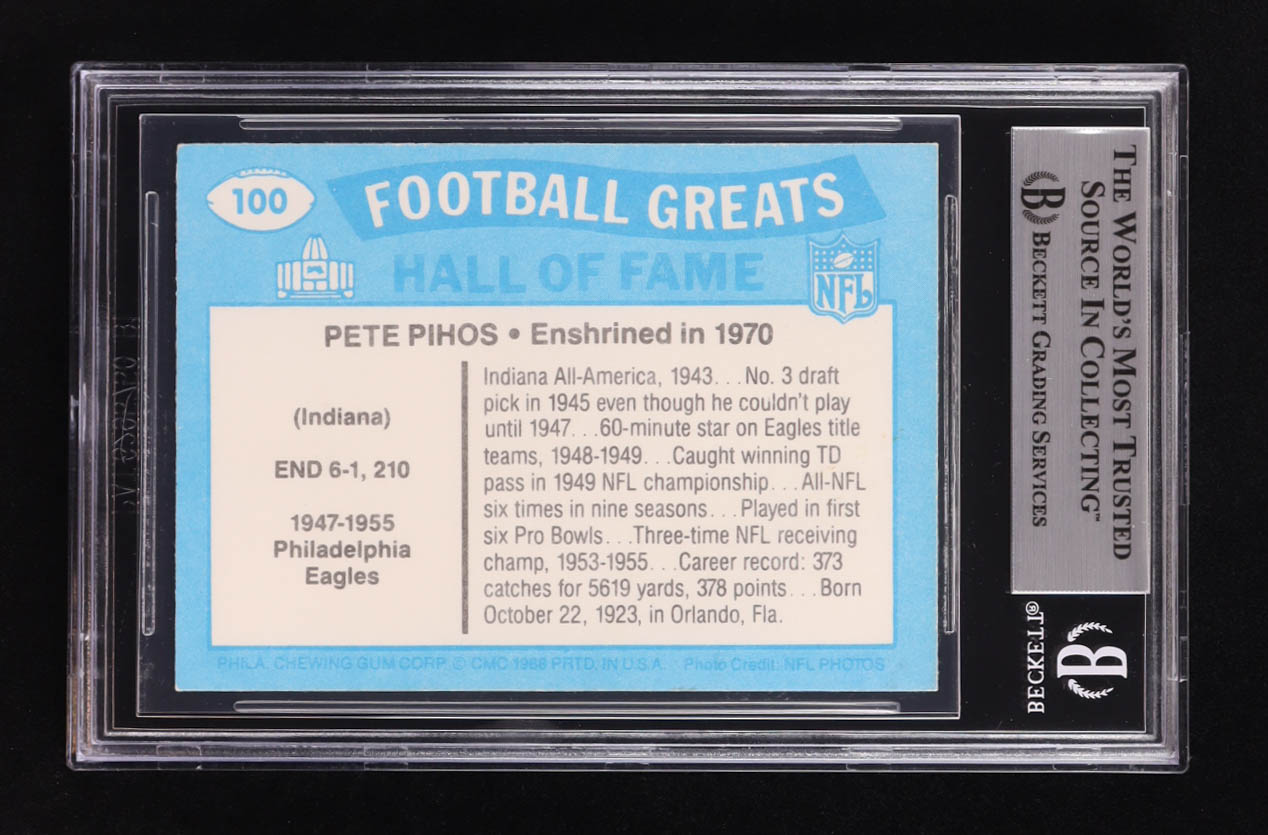 100
FOOTBALL GREATS
HALL OF FAME
NFL
PETE PIHOS • Enshrined in 1970
(Indiana)
END 6-1, 210
1947-1955
Philadelphia
Eagles
Indiana All-America, 1943. . .No. 3 draft
pick in 1945 even though he couldn't play
until 1947. . .60-minute star on Eagles title
teams, 1948-1949. . .Caught winning TD
pass in 1949 NFL championship. . .All-NFL
six times in nine seasons. . .Played in first
six Pro Bowls. . .Three-time NFL receiving
champ, 1953-1955. . .Career record: 373
catches for 5619 yards, 378 points. . .Born
October 22, 1923, in Orlando, Fla.
PHILA. CHEWING GUM CORP. © CMC 1988 PRTD. IN U.S.A. Photo Credit: NFL PHOTOS
THE WORLD'S MOST TRUSTED
SOURCE IN COLLECTING™
B BECKETT GRADING SERVICES
BECKETT®
B